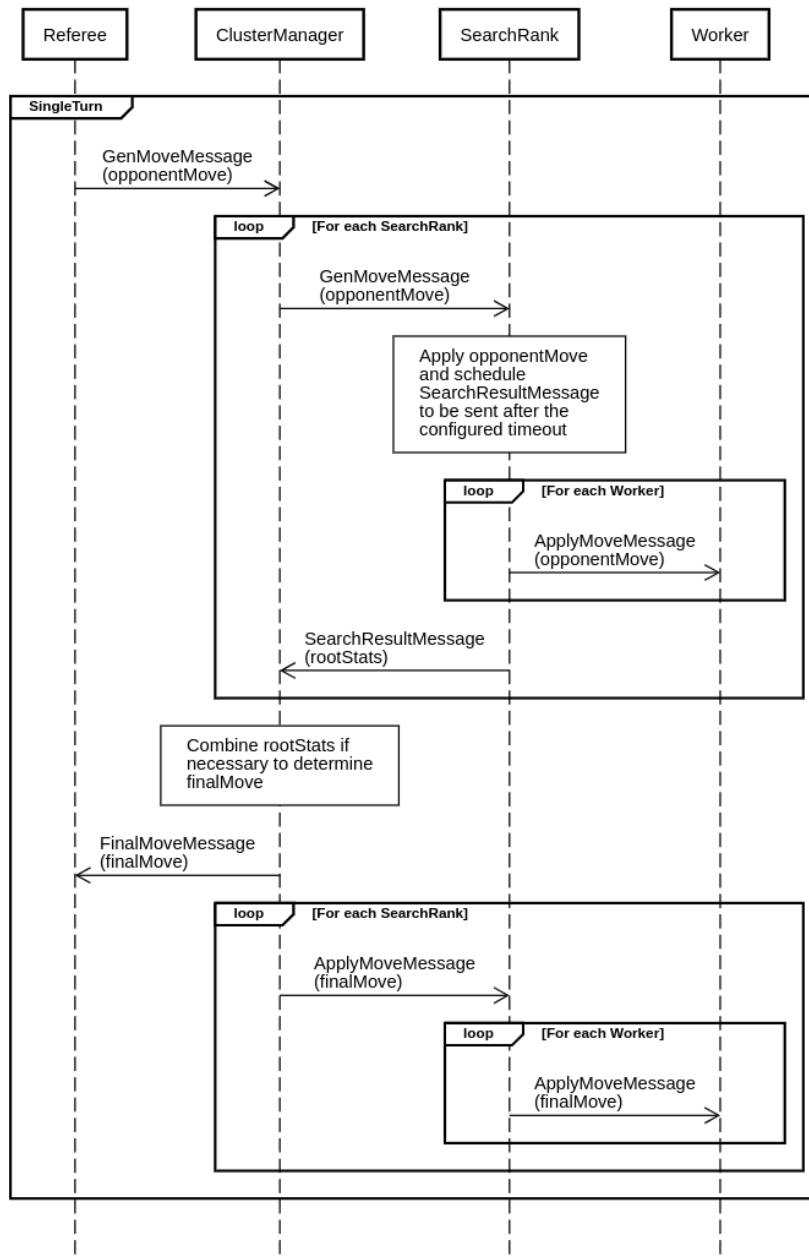 Referee
ClusterManager
SearchRank
Worker
SingleTurn
GenMoveMessage
(opponentMove)
loop
[For each SearchRank]
GenMoveMessage
(opponentMove)
Apply opponentMove
and schedule
SearchResultMessage
to be sent after the
configured timeout
loop
[For each Worker]
ApplyMoveMessage
(opponentMove)
SearchResultMessage
(rootStats)
Combine rootStats if
necessary to determine
finalMove
FinalMoveMessage
(finalMove)
loop
[For each SearchRank]
ApplyMoveMessage
(finalMove)
loop
[For each Worker]
ApplyMoveMessage
(finalMove)